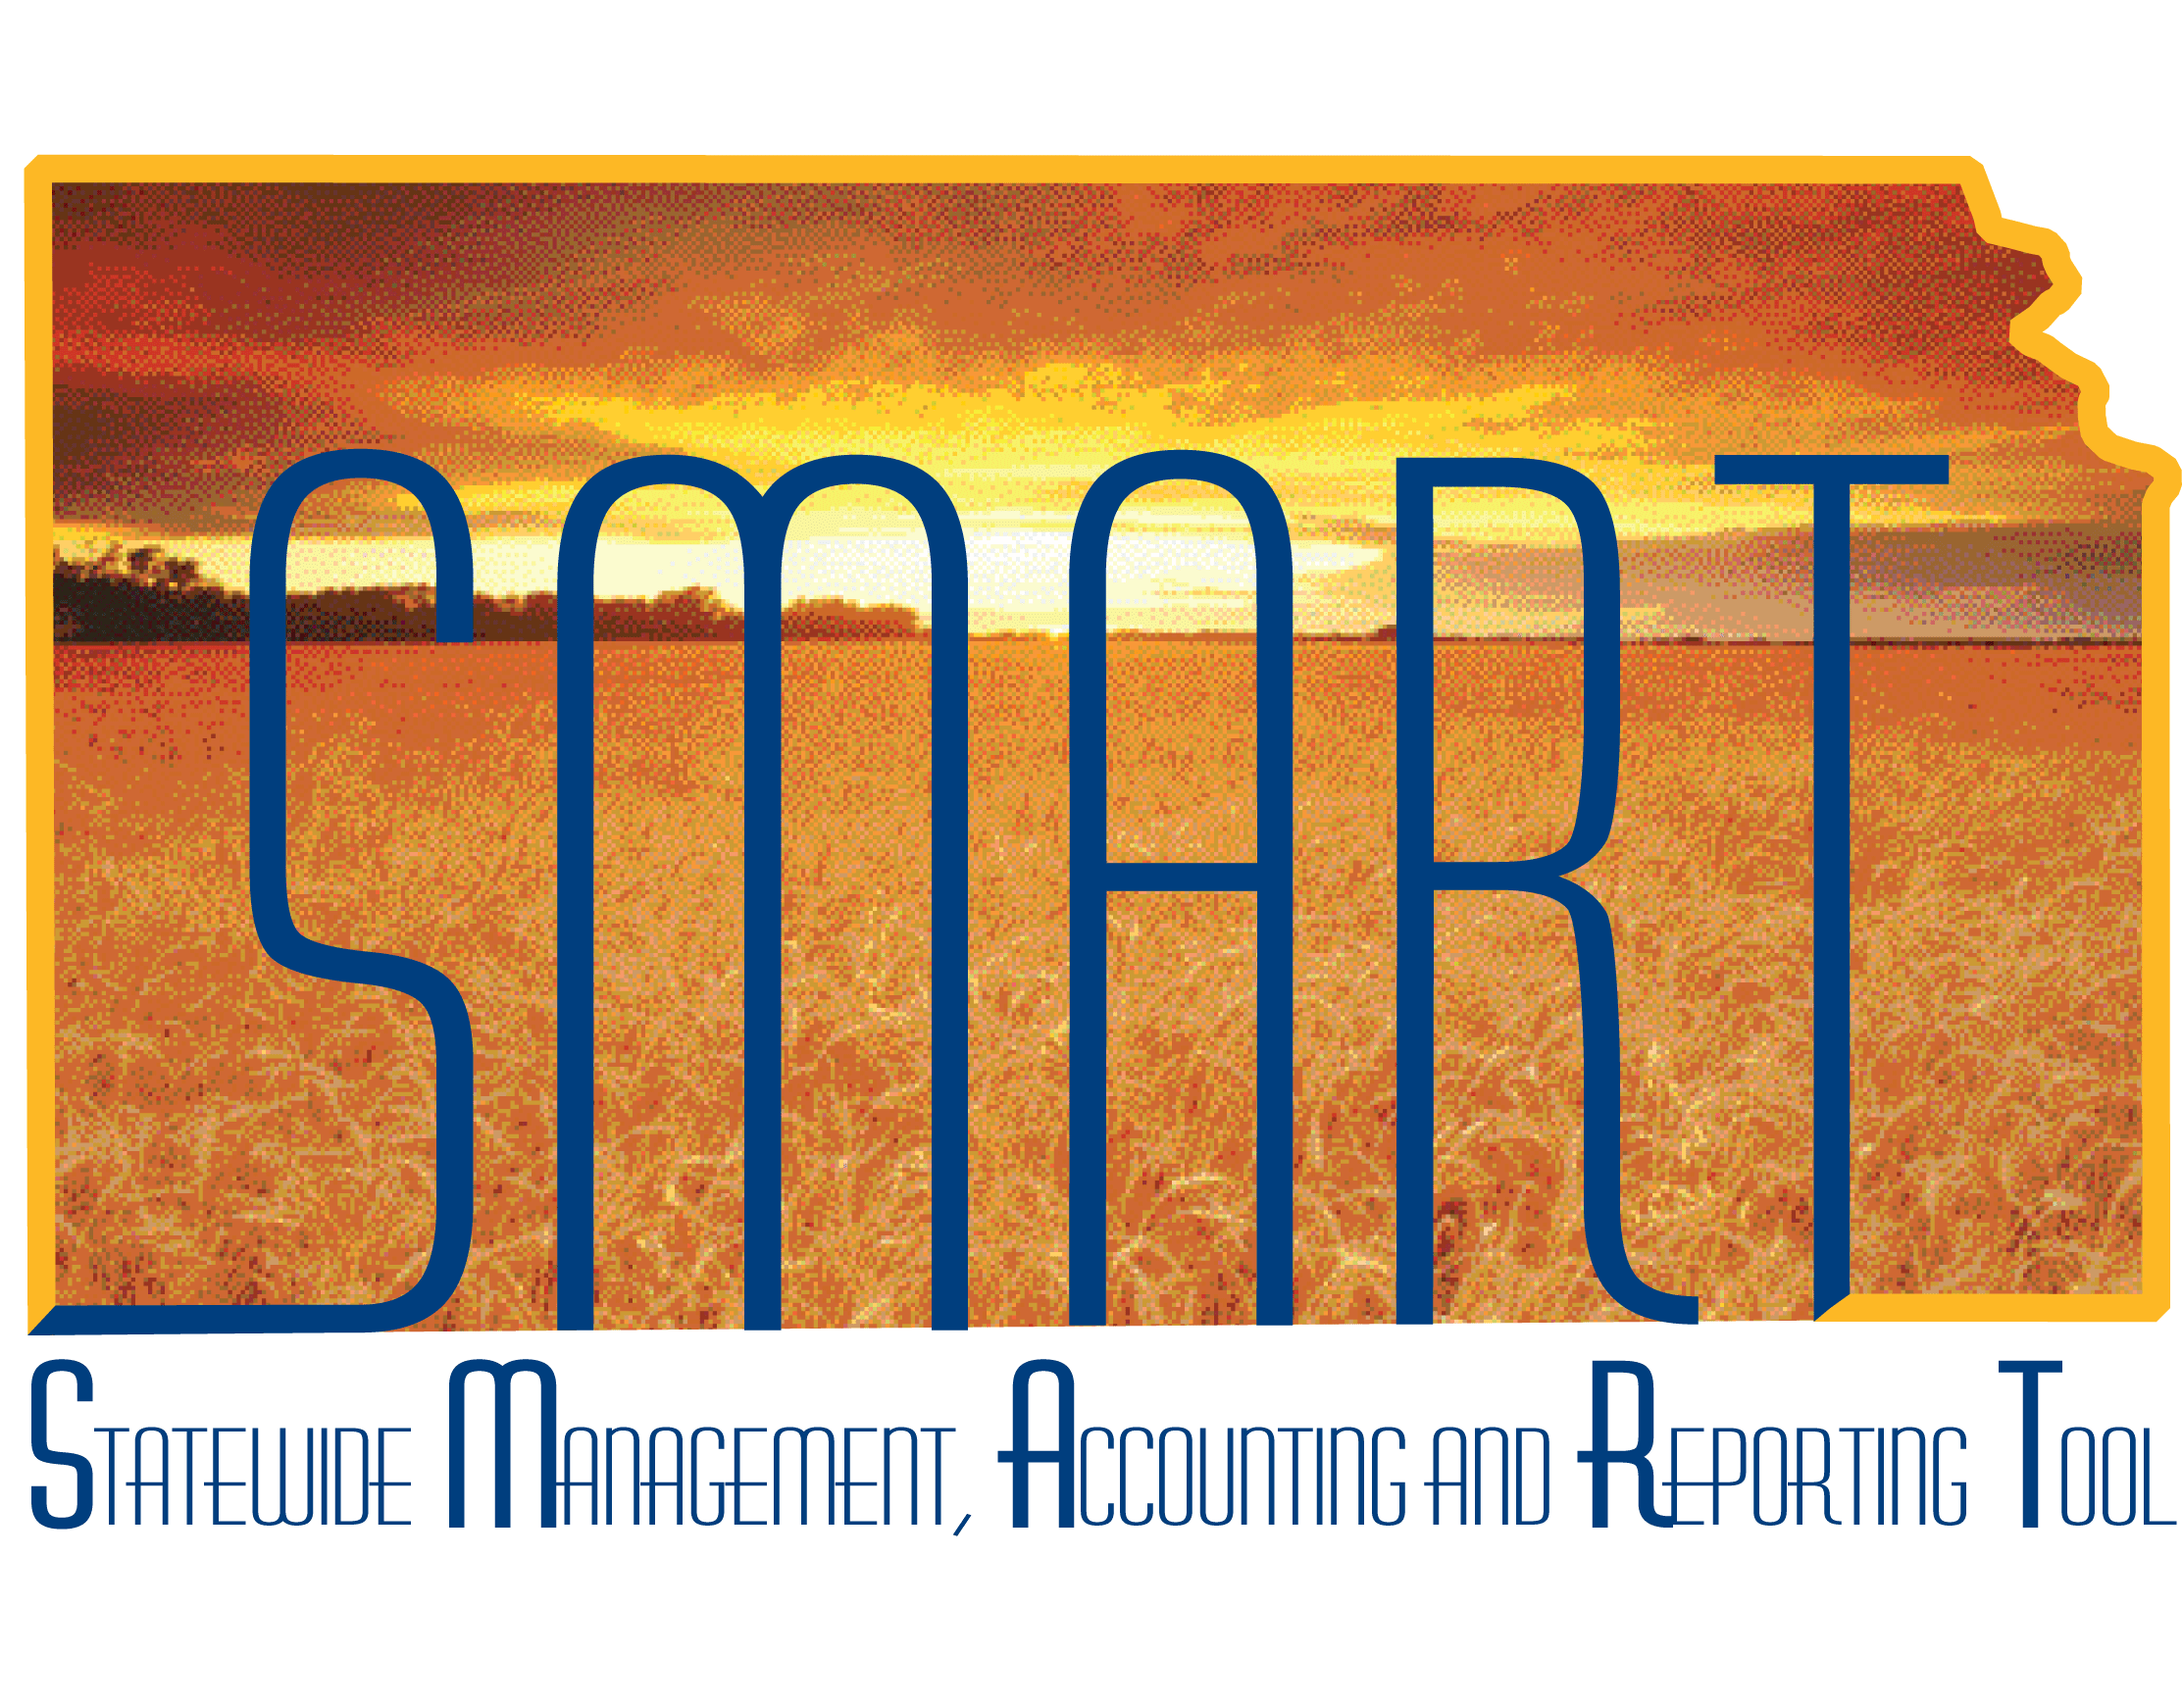 SMART
STATEWIDE MANAGEMENT, ACCOUNTING AND REPORTING TOOL